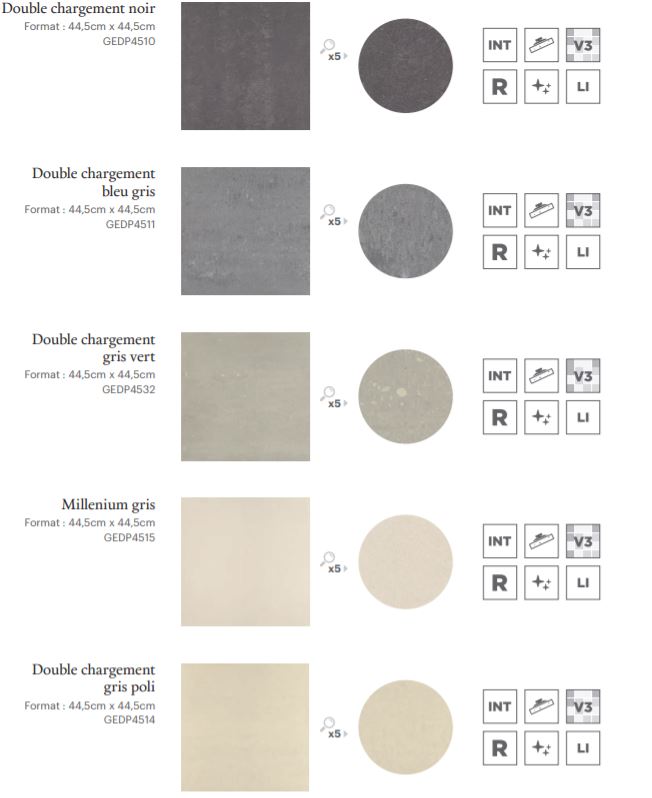 Double chargement noir
Format : 44,5cm x 44,5cm
GEDP4510
x5
INT
V3
R
LI
Double chargement
bleu gris
Format : 44,5cm x 44,5cm
GEDP4511
x5
INT
V3
R
LI
Double chargement
gris vert
Format : 44,5cm x 44,5cm
GEDP4532
x5
INT
V3
R
LI
Millenium gris
Format : 44,5cm x 44,5cm
GEDP4515
x5
INT
V3
R
LI
Double chargement
gris poli
Format : 44,5cm x 44,5cm
GEDP4514
x5
INT
V3
R
LI